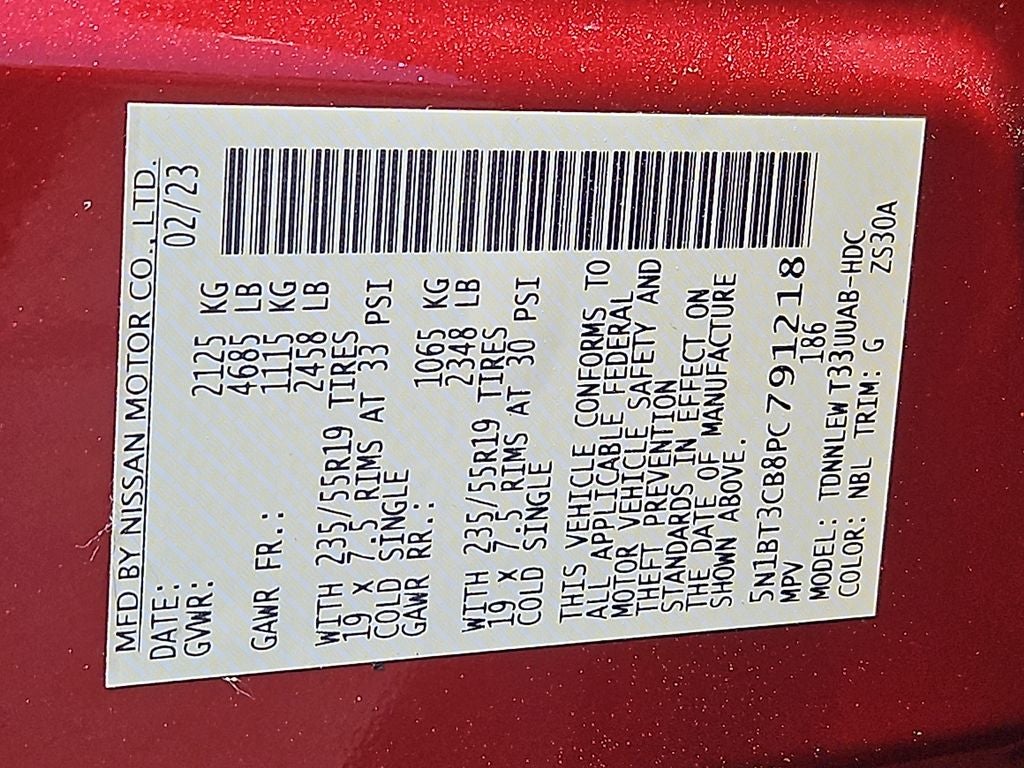 MFD BY NISSAN MOTOR CO., LTD.
DATE: 02/23
GVWR: 2125 KG
4685 LB
GAWR FR.: 1115 KG
2458 LB
WITH 235/55R19 TIRES
19 X 7.5 RIMS AT 33 PSI
COLD SINGLE
GAWR RR.: 1065 KG
2348 LB
WITH 235/55R19 TIRES
19 X 7.5 RIMS AT 30 PSI
COLD SINGLE
THIS VEHICLE CONFORMS TO
ALL APPLICABLE FEDERAL
MOTOR VEHICLE SAFETY AND
THEFT PREVENTION
STANDARDS IN EFFECT ON
THE DATE OF MANUFACTURE
SHOWN ABOVE.
5N1BT3CB8PC791218
MPV 186
MODEL: TDNNLEW T33UUAB-HDC
COLOR: NBL TRIM: G ZS30A